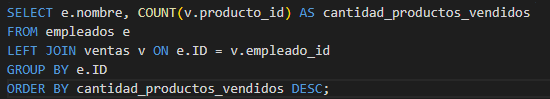 SELECT e.nombre, COUNT(v.producto_id) AS cantidad_productos_vendidos
FROM empleados e
LEFT JOIN ventas v ON e.ID = v.empleado_id
GROUP BY e.ID
ORDER BY cantidad_productos_vendidos DESC;